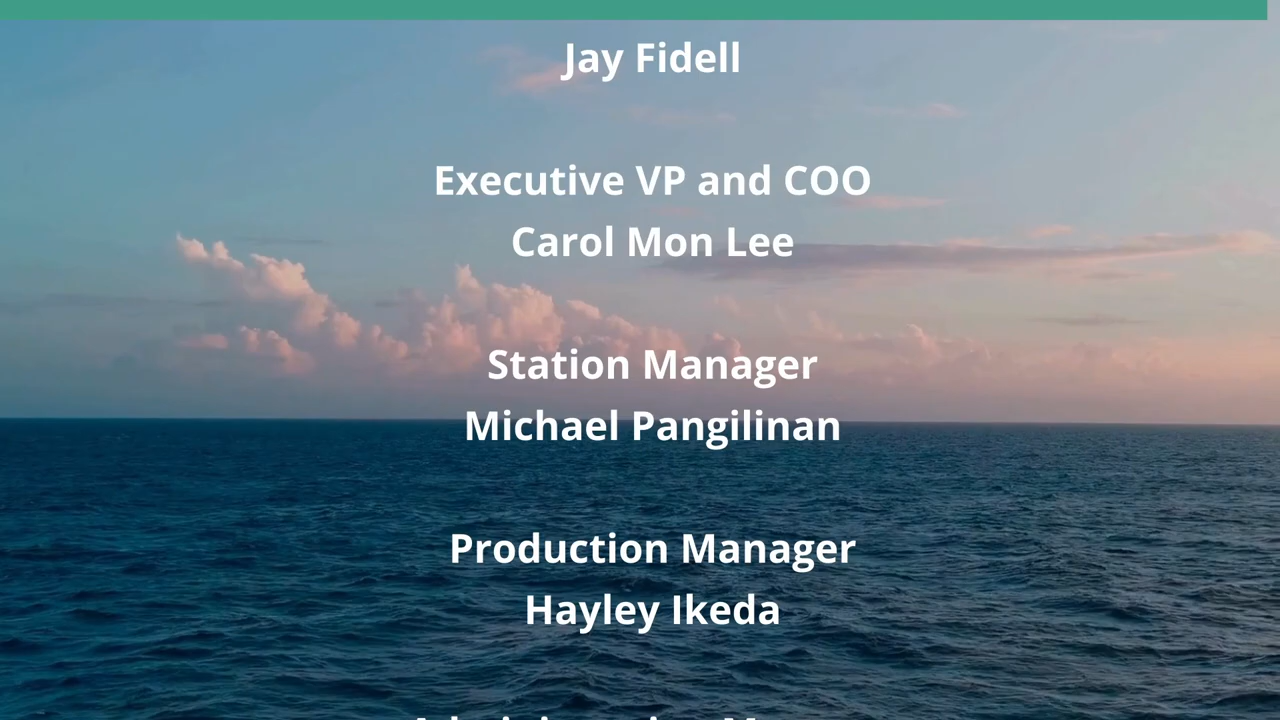 Jay Fidell
Executive VP and COO
Carol Mon Lee
Station Manager
Michael Pangilinan
Production Manager
Hayley Ikeda